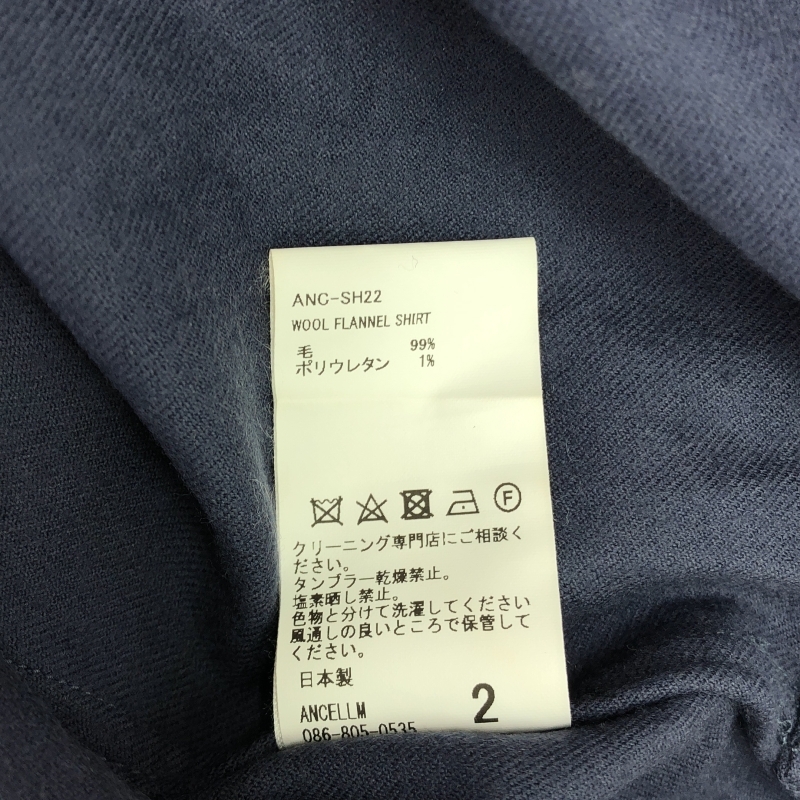 ANC-SH22
WOOL FLANNEL SHIRT
毛 99%
ポリウレタン 1%
F
クリーニング専門店にご相談く
ださい。
タンブラー乾燥禁止。
塩素晒し禁止。
色物と分けて洗濯してください
風通しの良いところで保管して
ください。
日本製
ANCELLM 2
086-805-0535